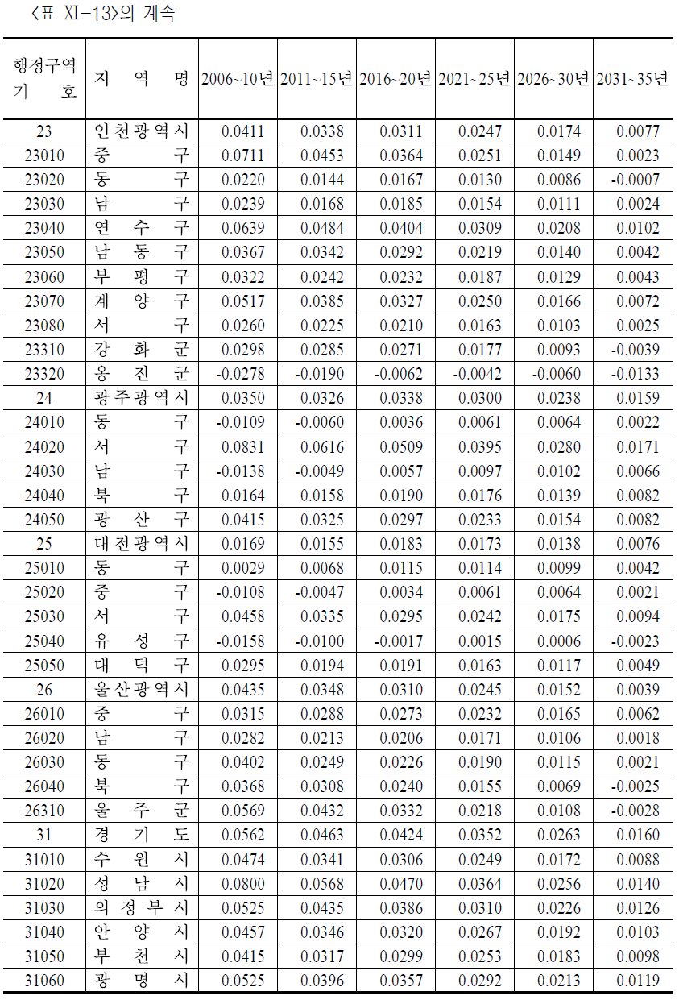 <표 XI-13>의 계속
행정구역 기 호 지 역 명 2006~10년 2011~15년 2016~20년 2021~25년 2026~30년 2031~35년
23 인천광역시 0.0411 0.0338 0.0311 0.0247 0.0174 0.0077
23010 중 구 0.0711 0.0453 0.0364 0.0251 0.0149 0.0023
23020 동 구 0.0220 0.0144 0.0167 0.0130 0.0086 -0.0007
23030 남 구 0.0239 0.0168 0.0185 0.0154 0.0111 0.0024
23040 연 수 구 0.0639 0.0484 0.0404 0.0309 0.0208 0.0102
23050 남 동 구 0.0367 0.0342 0.0292 0.0219 0.0140 0.0042
23060 부 평 구 0.0322 0.0242 0.0232 0.0187 0.0129 0.0043
23070 계 양 구 0.0517 0.0385 0.0327 0.0250 0.0166 0.0072
23080 서 구 0.0260 0.0225 0.0210 0.0163 0.0103 0.0025
23310 강 화 군 0.0298 0.0285 0.0271 0.0177 0.0093 -0.0039
23320 옹 진 군 -0.0278 -0.0190 -0.0062 -0.0042 -0.0060 -0.0133
24 광주광역시 0.0350 0.0326 0.0338 0.0300 0.0238 0.0159
24010 동 구 -0.0109 -0.0060 0.0036 0.0061 0.0064 0.0022
24020 서 구 0.0831 0.0616 0.0509 0.0395 0.0280 0.0171
24030 남 구 -0.0138 -0.0049 0.0057 0.0097 0.0102 0.0066
24040 북 구 0.0164 0.0158 0.0190 0.0176 0.0139 0.0082
24050 광 산 구 0.0415 0.0325 0.0297 0.0233 0.0154 0.0082
25 대전광역시 0.0169 0.0155 0.0183 0.0173 0.0138 0.0076
25010 동 구 0.0029 0.0068 0.0115 0.0114 0.0099 0.0042
25020 중 구 -0.0108 -0.0047 0.0034 0.0061 0.0064 0.0021
25030 서 구 0.0458 0.0335 0.0295 0.0242 0.0175 0.0094
25040 유 성 구 -0.0158 -0.0100 -0.0017 0.0015 0.0006 -0.0023
25050 대 덕 구 0.0295 0.0194 0.0191 0.0163 0.0117 0.0049
26 울산광역시 0.0435 0.0348 0.0310 0.0245 0.0152 0.0039
26010 중 구 0.0315 0.0288 0.0273 0.0232 0.0165 0.0062
26020 남 구 0.0282 0.0213 0.0206 0.0171 0.0106 0.0018
26030 동 구 0.0402 0.0249 0.0226 0.0190 0.0115 0.0021
26040 북 구 0.0368 0.0308 0.0240 0.0155 0.0069 -0.0025
26310 울 주 군 0.0569 0.0432 0.0332 0.0218 0.0108 -0.0028
31 경 기 도 0.0562 0.0463 0.0424 0.0352 0.0263 0.0160
31010 수 원 시 0.0474 0.0341 0.0306 0.0249 0.0172 0.0088
31020 성 남 시 0.0800 0.0568 0.0470 0.0364 0.0256 0.0140
31030 의 정 부 시 0.0525 0.0435 0.0386 0.0310 0.0226 0.0126
31040 안 양 시 0.0457 0.0346 0.0320 0.0267 0.0192 0.0103
31050 부 천 시 0.0415 0.0317 0.0299 0.0253 0.0183 0.0098
31060 광 명 시 0.0525 0.0396 0.0357 0.0292 0.0213 0.0119